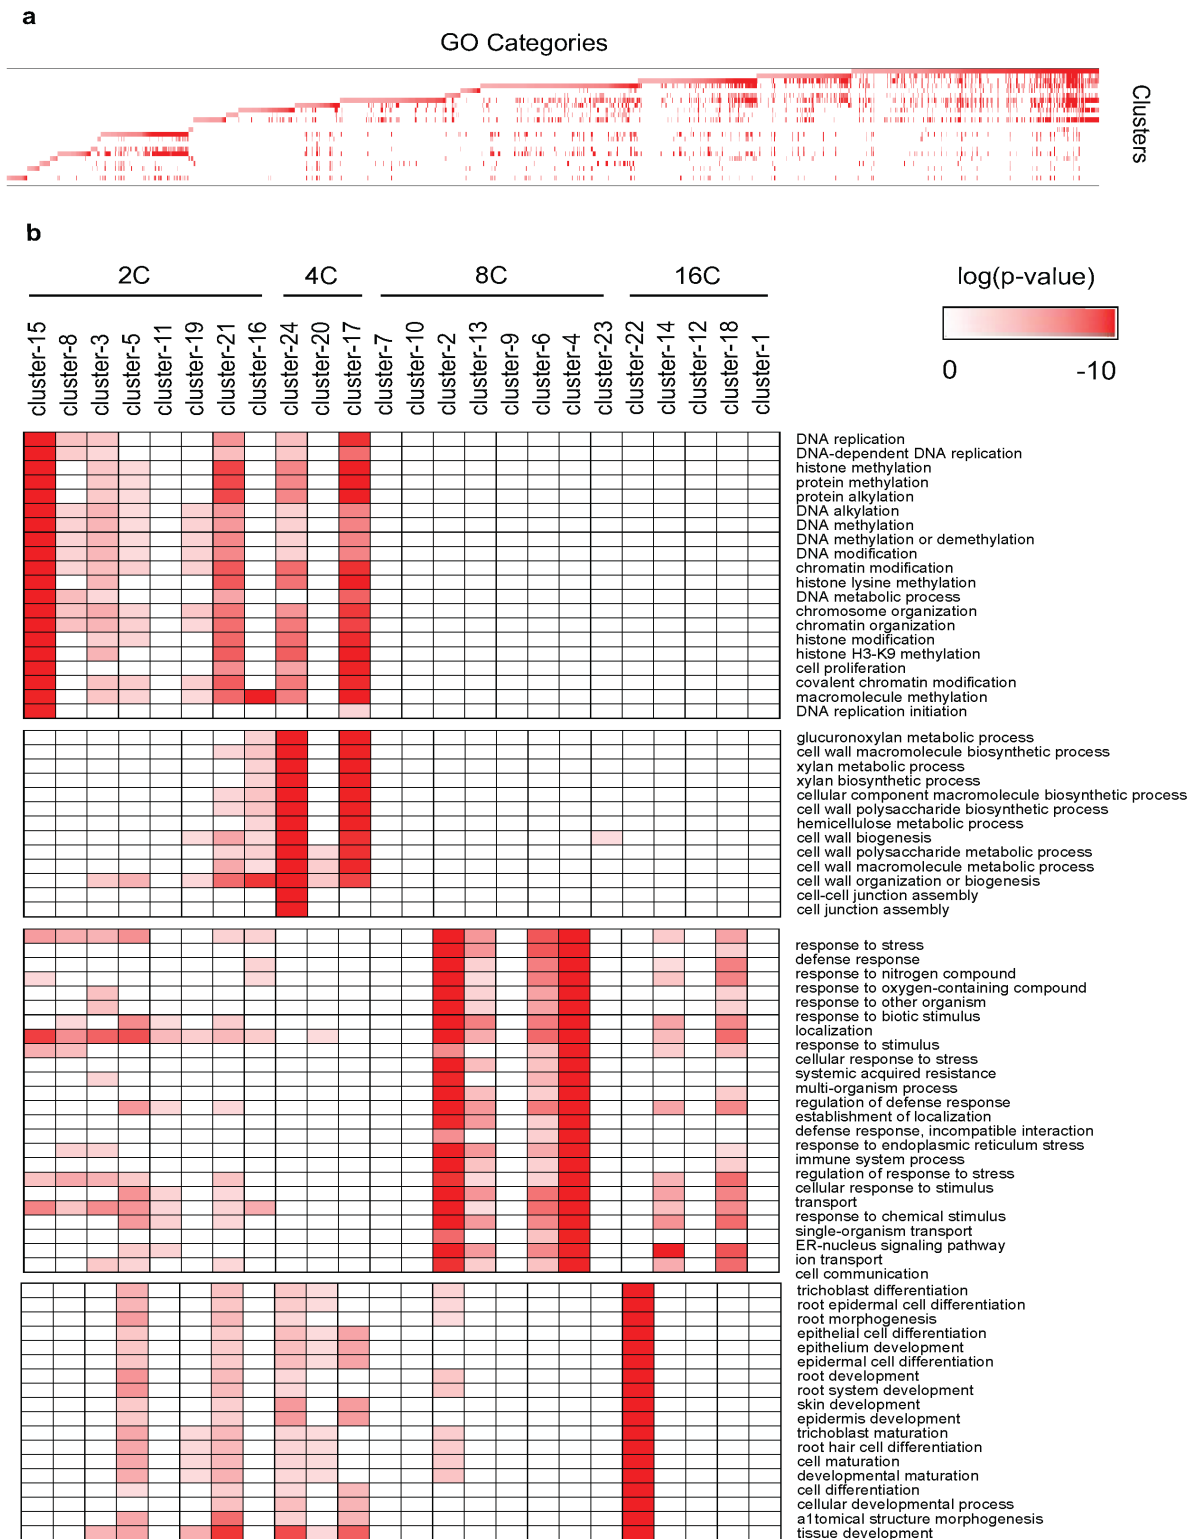 a
GO Categories
Clusters
b
2C 4C 8C 16C log(p-value)
0 -10
cluster-15
cluster-8
cluster-3
cluster-5
cluster-11
cluster-19
cluster-21
cluster-16
cluster-24
cluster-20
cluster-17
cluster-7
cluster-10
cluster-2
cluster-13
cluster-9
cluster-6
cluster-4
cluster-23
cluster-22
cluster-14
cluster-12
cluster-18
cluster-1
DNA replication
DNA-dependent DNA replication
histone methylation
protein methylation
protein alkylation
DNA alkylation
DNA methylation
DNA methylation or demethylation
DNA modification
chromatin modification
histone lysine methylation
DNA metabolic process
chromosome organization
chromatin organization
histone modification
histone H3-K9 methylation
cell proliferation
covalent chromatin modification
macromolecule methylation
DNA replication initiation
glucuronoxylan metabolic process
cell wall macromolecule biosynthetic process
xylan metabolic process
xylan biosynthetic process
cellular component macromolecule biosynthetic process
cell wall polysaccharide biosynthetic process
hemicellulose metabolic process
cell wall biogenesis
cell wall polysaccharide metabolic process
cell wall macromolecule metabolic process
cell wall organization or biogenesis
cell-cell junction assembly
cell junction assembly
response to stress
defense response
response to nitrogen compound
response to oxygen-containing compound
response to other organism
response to biotic stimulus
localization
response to stimulus
cellular response to stress
systemic acquired resistance
multi-organism process
regulation of defense response
establishment of localization
defense response, incompatible interaction
response to endoplasmic reticulum stress
immune system process
regulation of response to stress
cellular response to stimulus
transport
response to chemical stimulus
single-organism transport
ER-nucleus signaling pathway
ion transport
cell communication
trichoblast differentiation
root epidermal cell differentiation
root morphogenesis
epithelial cell differentiation
epithelium development
epidermal cell differentiation
root development
root system development
skin development
epidermis development
trichoblast maturation
root hair cell differentiation
cell maturation
developmental maturation
cell differentiation
cellular developmental process
a1tomical structure morphogenesis
tissue development